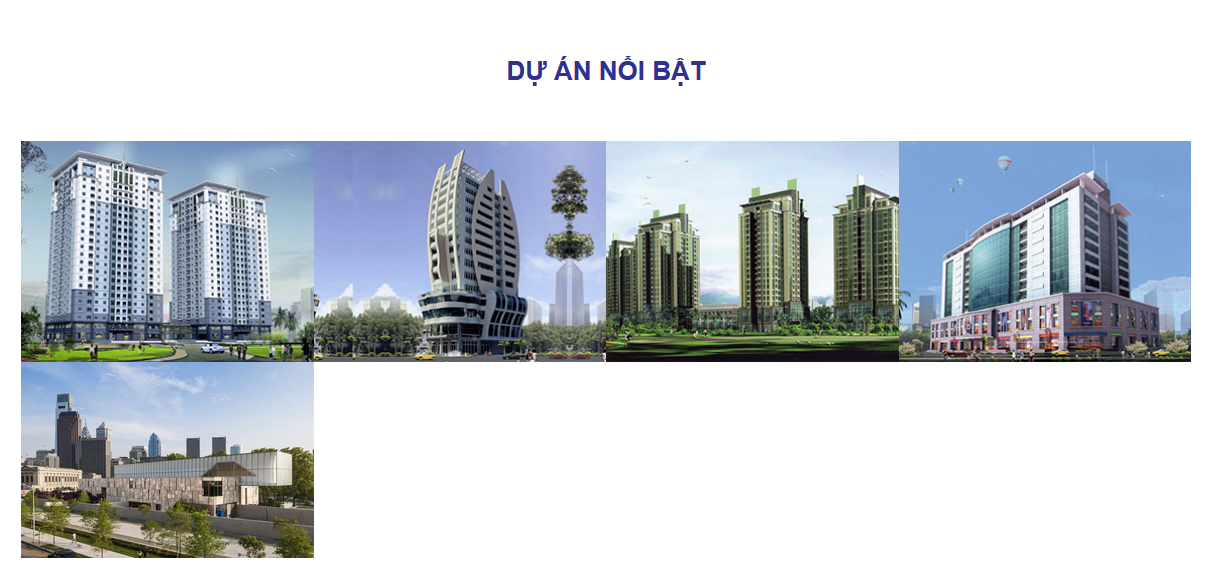 DỰ ÁN NỔI BẬT